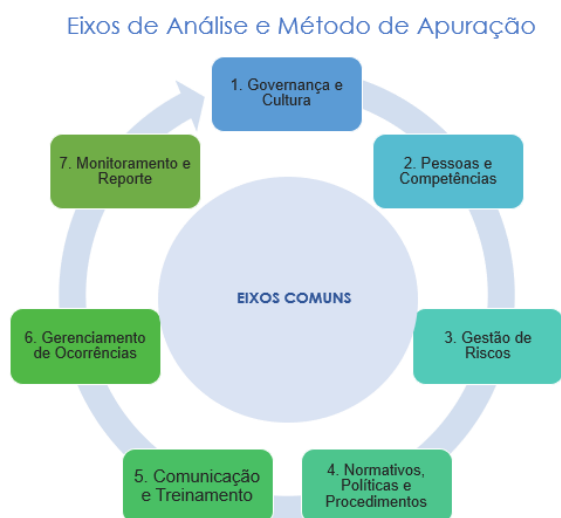 Eixos de Análise e Método de Apuração
1. Governança e
Cultura
2. Pessoas e
Competências
3. Gestão de
Riscos
4. Normativos,
Políticas e
Procedimentos
5. Comunicação
e Treinamento
6. Gerenciamento
de Ocorrências
7. Monitoramento e
Reporte
EIXOS COMUNS